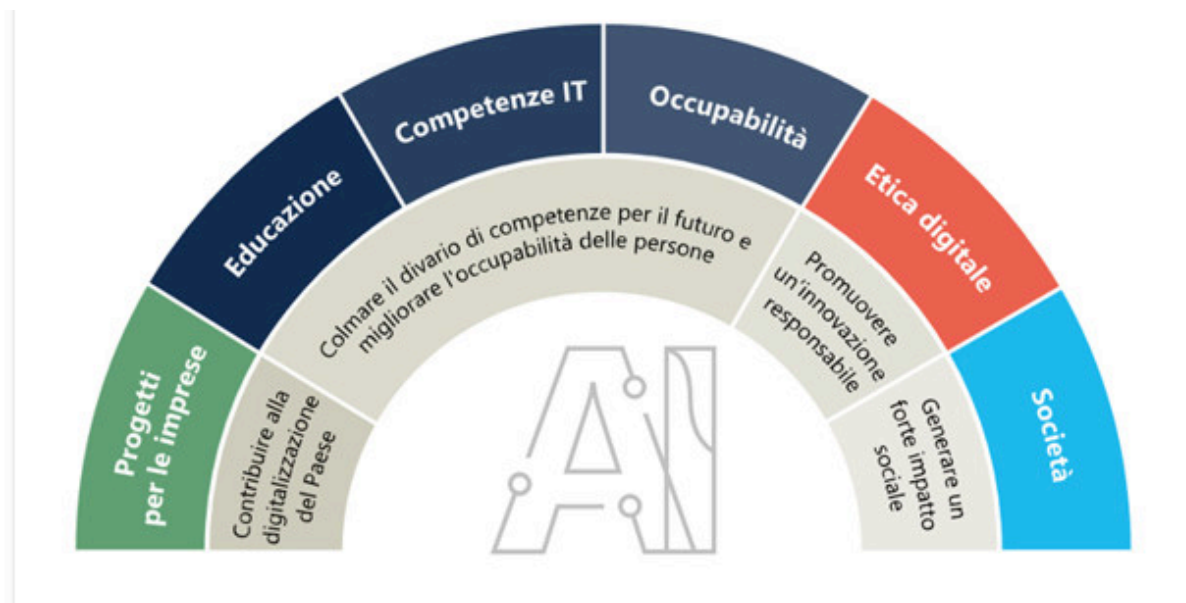 Progetti
per le imprese
Educazione
Competenze IT
Occupabilità
Etica digitale
Società
Contribuire alla
digitalizzazione
del Paese
Colmare il divario di competenze per il futuro e
migliorare l'occupabilità delle persone
Promuovere
un'innovazione
responsabile
Generare un
forte impatto
sociale
AI